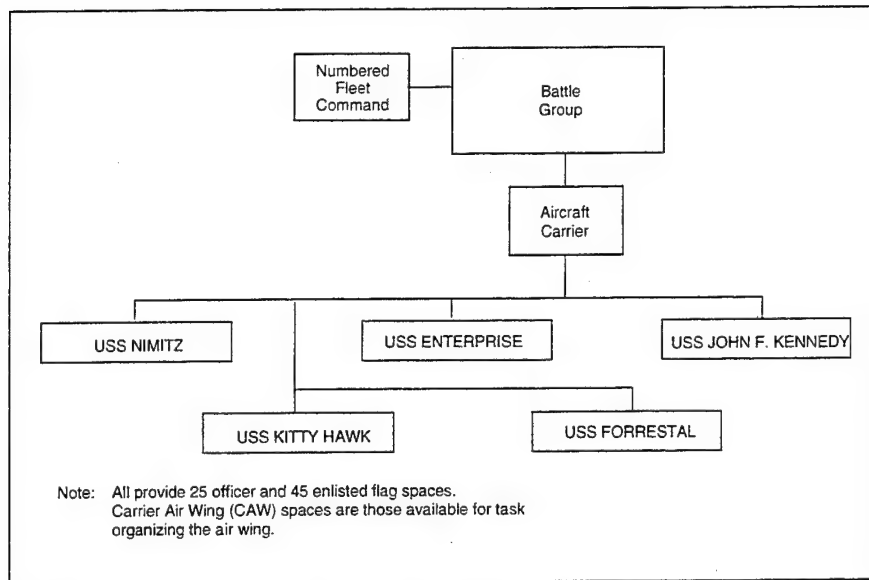 Numbered
Fleet
Command
Battle
Group
Aircraft
Carrier
USS NIMITZ
USS ENTERPRISE
USS JOHN F. KENNEDY
USS KITTY HAWK
USS FORRESTAL
Note: All provide 25 officer and 45 enlisted flag spaces.
Carrier Air Wing (CAW) spaces are those available for task
organizing the air wing.